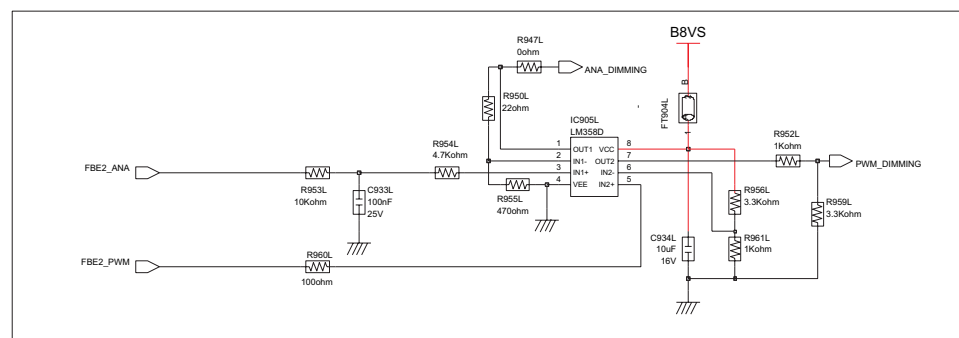 B8VS
R947L
0ohm
ANA_DIMMING
R950L
22ohm
B
FT904L
1
IC905L
LM358D
1 OUT1 VCC 8
2 IN1- OUT2 7
3 IN1+ IN2- 6
4 VEE IN2+ 5
R952L
1Kohm
PWM_DIMMING
FBE2_ANA
R954L
4.7Kohm
R953L
10Kohm
C933L
100nF
25V
R955L
470ohm
R956L
3.3Kohm
R959L
3.3Kohm
C934L
10uF
16V
R961L
1Kohm
FBE2_PWM
R960L
100ohm